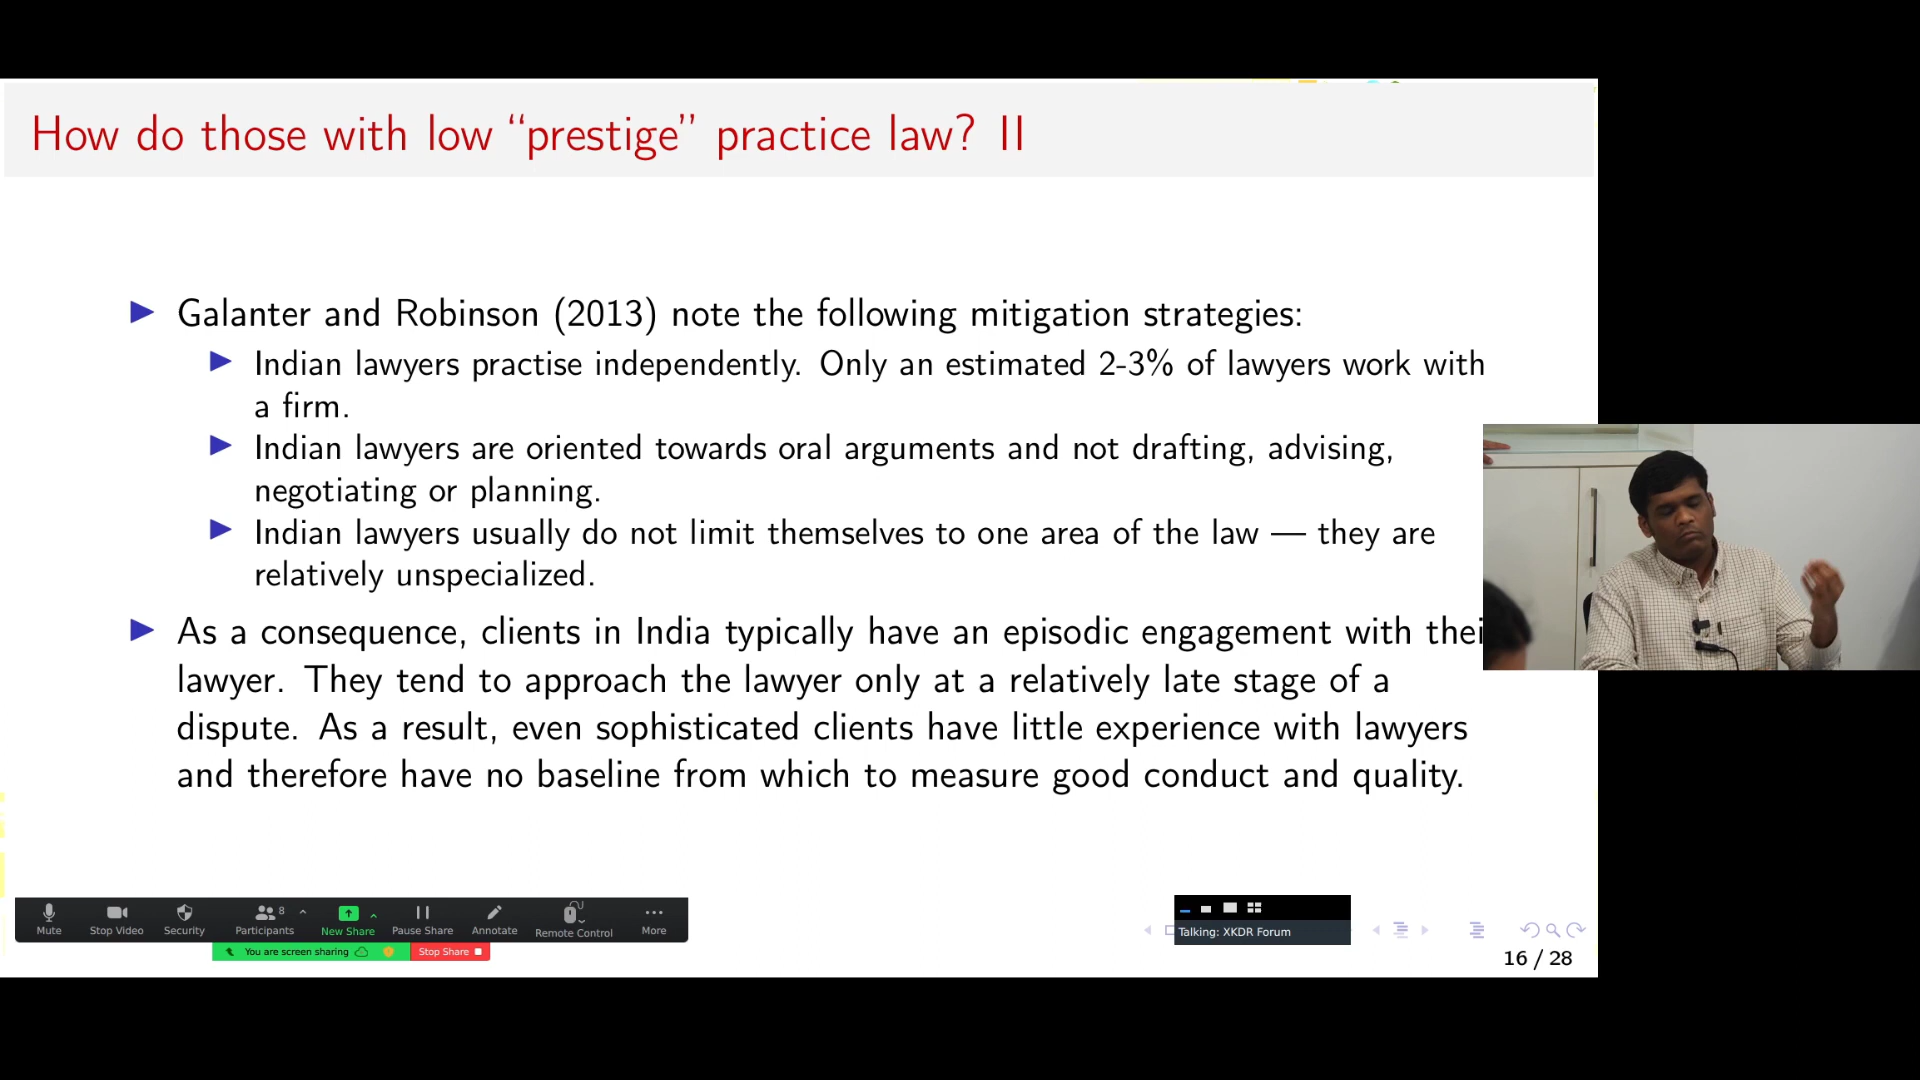 How do those with low “prestige” practice law? II
Galanter and Robinson (2013) note the following mitigation strategies:
Indian lawyers practise independently. Only an estimated 2-3% of lawyers work with
a firm.
Indian lawyers are oriented towards oral arguments and not drafting, advising,
negotiating or planning.
Indian lawyers usually do not limit themselves to one area of the law — they are
relatively unspecialized.
As a consequence, clients in India typically have an episodic engagement with thei
lawyer. They tend to approach the lawyer only at a relatively late stage of a
dispute. As a result, even sophisticated clients have little experience with lawyers
and therefore have no baseline from which to measure good conduct and quality.
Mute Stop Video Security Participants 8 New Share Pause Share Annotate Remote Control More
You are screen sharing Stop Share
Talking: XKDR Forum
16 / 28